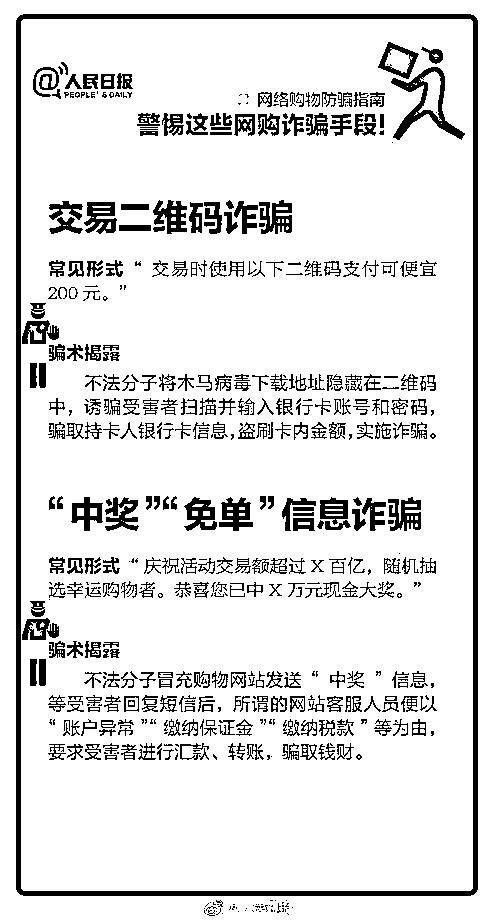 @人民日报
PEOPLE'S DAILY
网络购物防骗指南
警惕这些网购诈骗手段!
交易二维码诈骗
常见形式“交易时使用以下二维码支付可便宜
200元。”
骗术揭露
不法分子将木马病毒下载地址隐藏在二维码
中，诱骗受害者扫描并输入银行卡账号和密码，
骗取持卡人银行卡信息，盗刷卡内金额，实施诈骗。
“中奖”“免单”信息诈骗
常见形式“庆祝活动交易额超过X百亿，随机抽
选幸运购物者。恭喜您已中X万元现金大奖。”
骗术揭露
不法分子冒充购物网站发送“中奖”信息，
等受害者回复短信后，所谓的网站客服人员便以
“账户异常”“缴纳保证金”“缴纳税款”等为由，
要求受害者进行汇款、转账，骗取钱财。